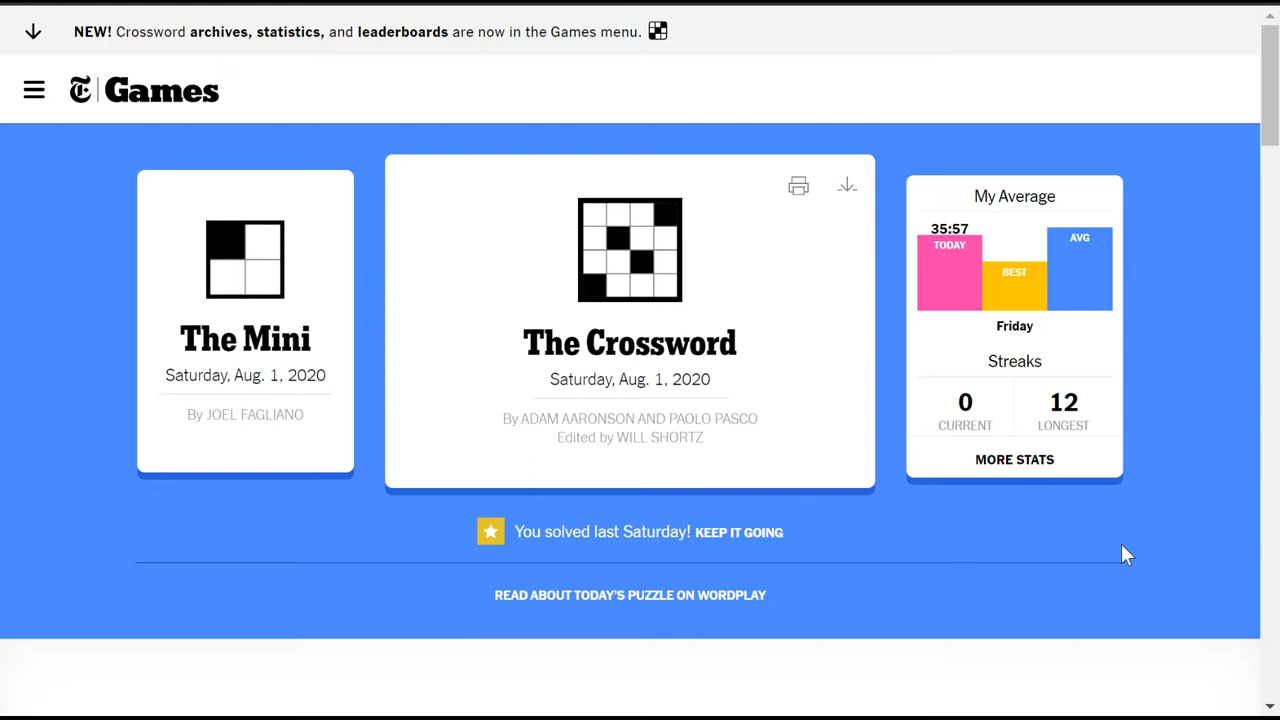 NEW! Crossword archives, statistics, and leaderboards are now in the Games menu.
T Games
The Mini
Saturday, Aug. 1, 2020
By JOEL FAGLIANO
The Crossword
Saturday, Aug. 1, 2020
By ADAM AARONSON AND PAOLO PASCO
Edited by WILL SHORTZ
My Average
35:57
TODAY
BEST
AVG
Friday
Streaks
0 12
CURRENT LONGEST
MORE STATS
You solved last Saturday! KEEP IT GOING
READ ABOUT TODAY'S PUZZLE ON WORDPLAY